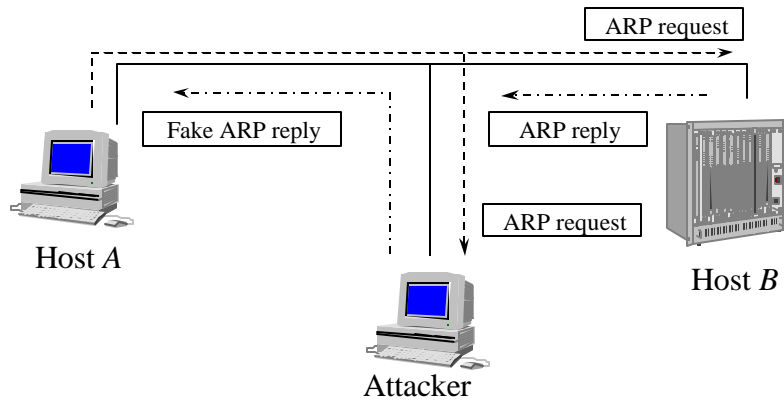 ARP request
Fake ARP reply
ARP reply
ARP request
Host A
Host B
Attacker